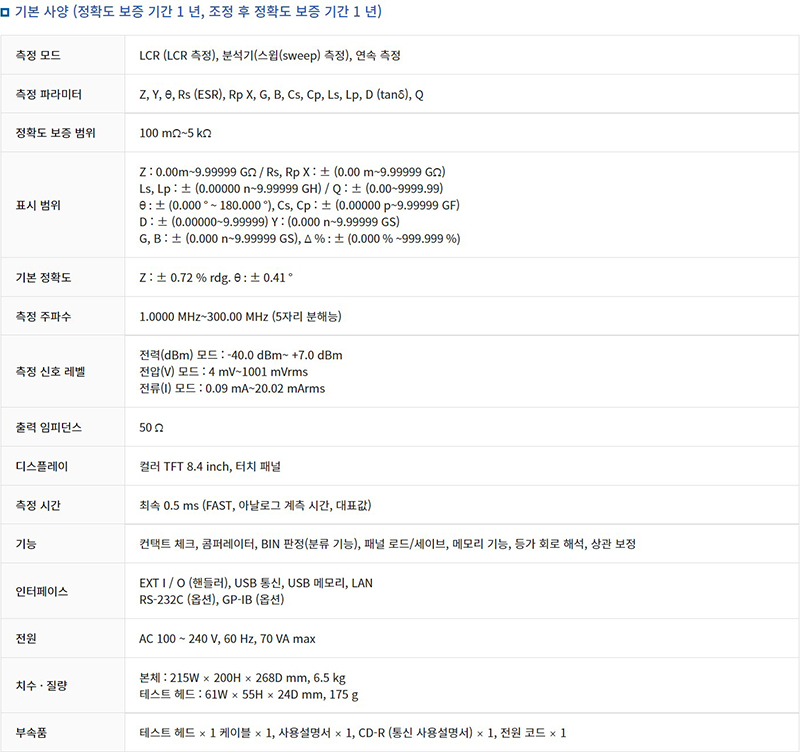 기본 사양 (정확도 보증 기간 1 년, 조정 후 정확도 보증 기간 1 년)
측정 모드
LCR (LCR 측정), 분석기(스윕(sweep) 측정), 연속 측정
측정 파라미터
Z, Y, θ, Rs (ESR), Rp X, G, B, Cs, Cp, Ls, Lp, D (tanδ), Q
정확도 보증 범위
100 mΩ~5 kΩ
표시 범위
Z : 0.00m~9.99999 GΩ / Rs, Rp X : ± (0.00 m~9.99999 GΩ)
Ls, Lp : ± (0.00000 n~9.99999 GH) / Q : ± (0.00~9999.99)
θ : ± (0.000 ° ~ 180.000 °), Cs, Cp : ± (0.00000 p~9.99999 GF)
D : ± (0.00000~9.99999) Y : (0.000 n~9.99999 GS)
G, B : ± (0.000 n~9.99999 GS), Δ % : ± (0.000 % ~999.999 %)
기본 정확도
Z : ± 0.72 % rdg. θ : ± 0.41 °
측정 주파수
1.0000 MHz~300.00 MHz (5자리 분해능)
측정 신호 레벨
전력(dBm) 모드 : -40.0 dBm~ +7.0 dBm
전압(V) 모드 : 4 mV~1001 mVrms
전류(I) 모드 : 0.09 mA~20.02 mArms
출력 임피던스
50 Ω
디스플레이
컬러 TFT 8.4 inch, 터치 패널
측정 시간
최속 0.5 ms (FAST, 아날로그 계측 시간, 대표값)
기능
컨택트 체크, 콤퍼레이터, BIN 판정(분류 기능), 패널 로드/세이브, 메모리 기능, 등가 회로 해석, 상관 보정
인터페이스
EXT I / O (핸들러), USB 통신, USB 메모리, LAN
RS-232C (옵션), GP-IB (옵션)
전원
AC 100 ~ 240 V, 60 Hz, 70 VA max
치수 · 질량
본체 : 215W × 200H × 268D mm, 6.5 kg
테스트 헤드 : 61W × 55H × 24D mm, 175 g
부속품
테스트 헤드 × 1 케이블 × 1, 사용설명서 × 1, CD-R (통신 사용설명서) × 1, 전원 코드 × 1